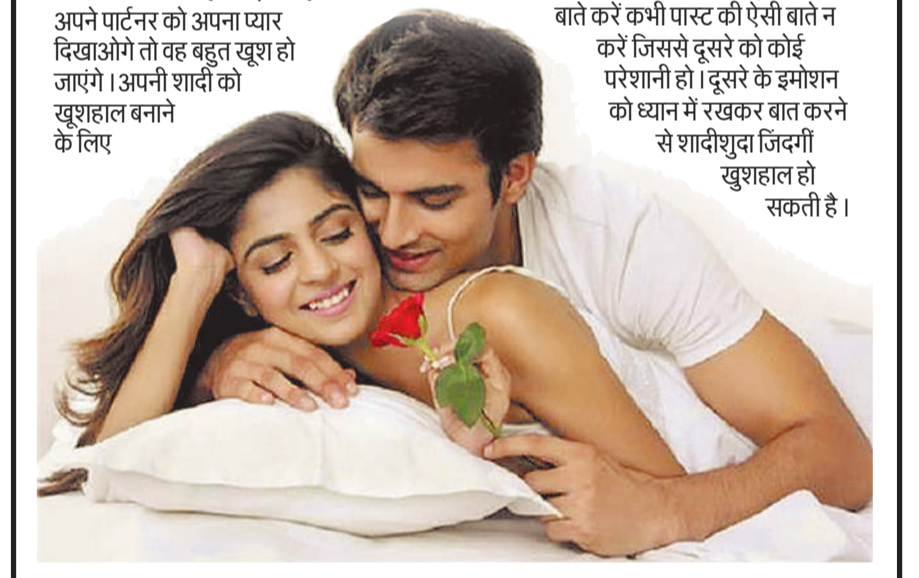 अपने पार्टनर को अपना प्यार
दिखाओगे तो वह बहुत खूश हो
जाएंगे । अपनी शादी को
खूशहाल बनाने
के लिए
बाते करें कभी पास्ट की ऐसी बाते न
करें जिससे दूसरे को कोई
परेशानी हो । दूसरे के इमोशन
को ध्यान में रखकर बात करने
से शादीशुदा जिंदगीं
खुशहाल हो
सकती है ।